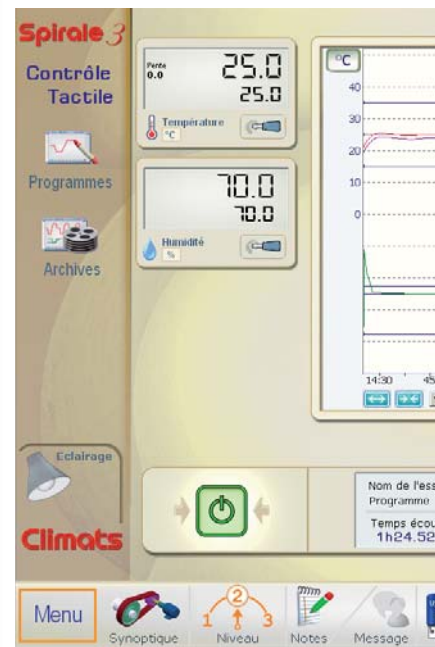 Spirale 3
Contrôle
Tactile
Programmes
Archives
Pente
0.0
25.0
25.0
Température
°C
70.0
70.0
Humidité
%
°C
40
30
20
10
0
14:30
45
Eclairage
Climats
Nom de l'ess
Programme
Temps écou
1h24.52
Menu
Synoptique
1 2 3
Niveau
Notes
Message